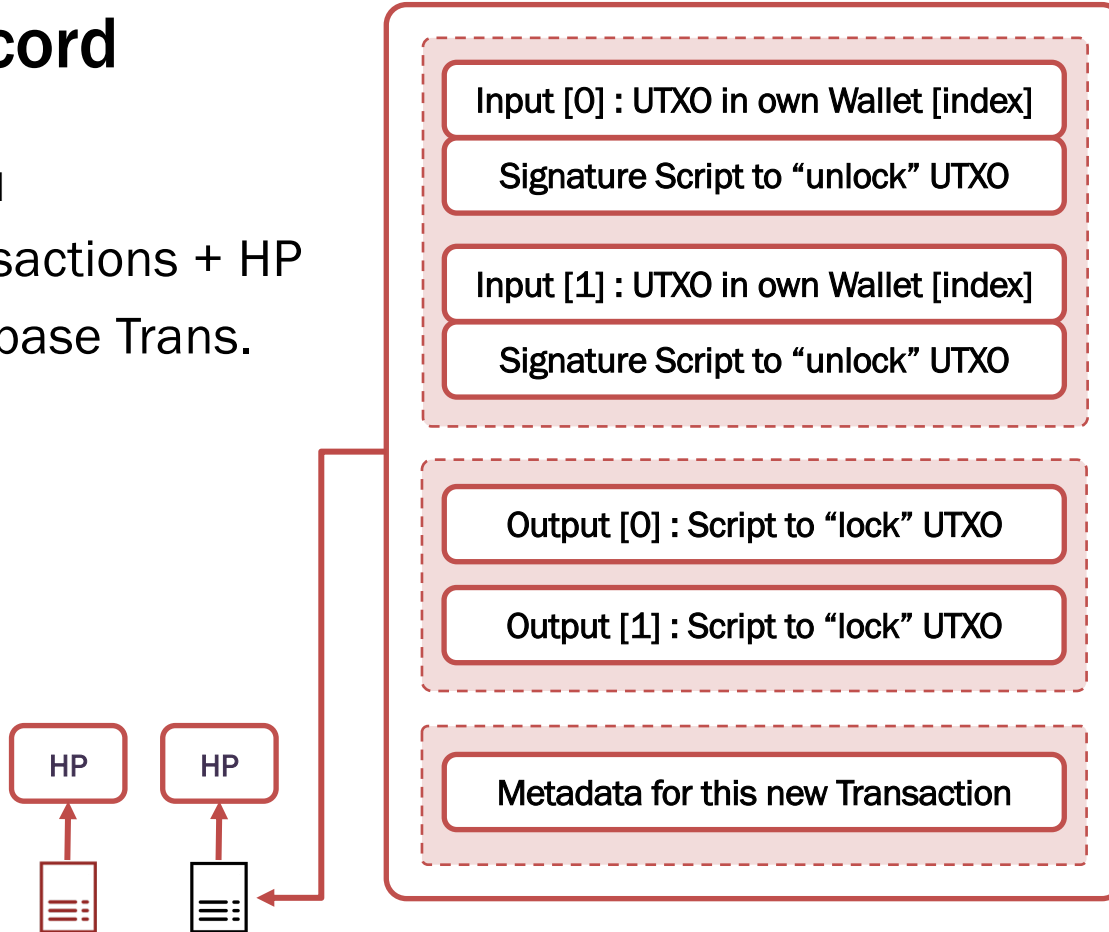 cord
sactions + HP
base Trans.
Input [0] : UTXO in own Wallet [index]
Signature Script to “unlock” UTXO
Input [1] : UTXO in own Wallet [index]
Signature Script to “unlock” UTXO
Output [0] : Script to “lock” UTXO
Output [1] : Script to “lock” UTXO
Metadata for this new Transaction
HP
HP